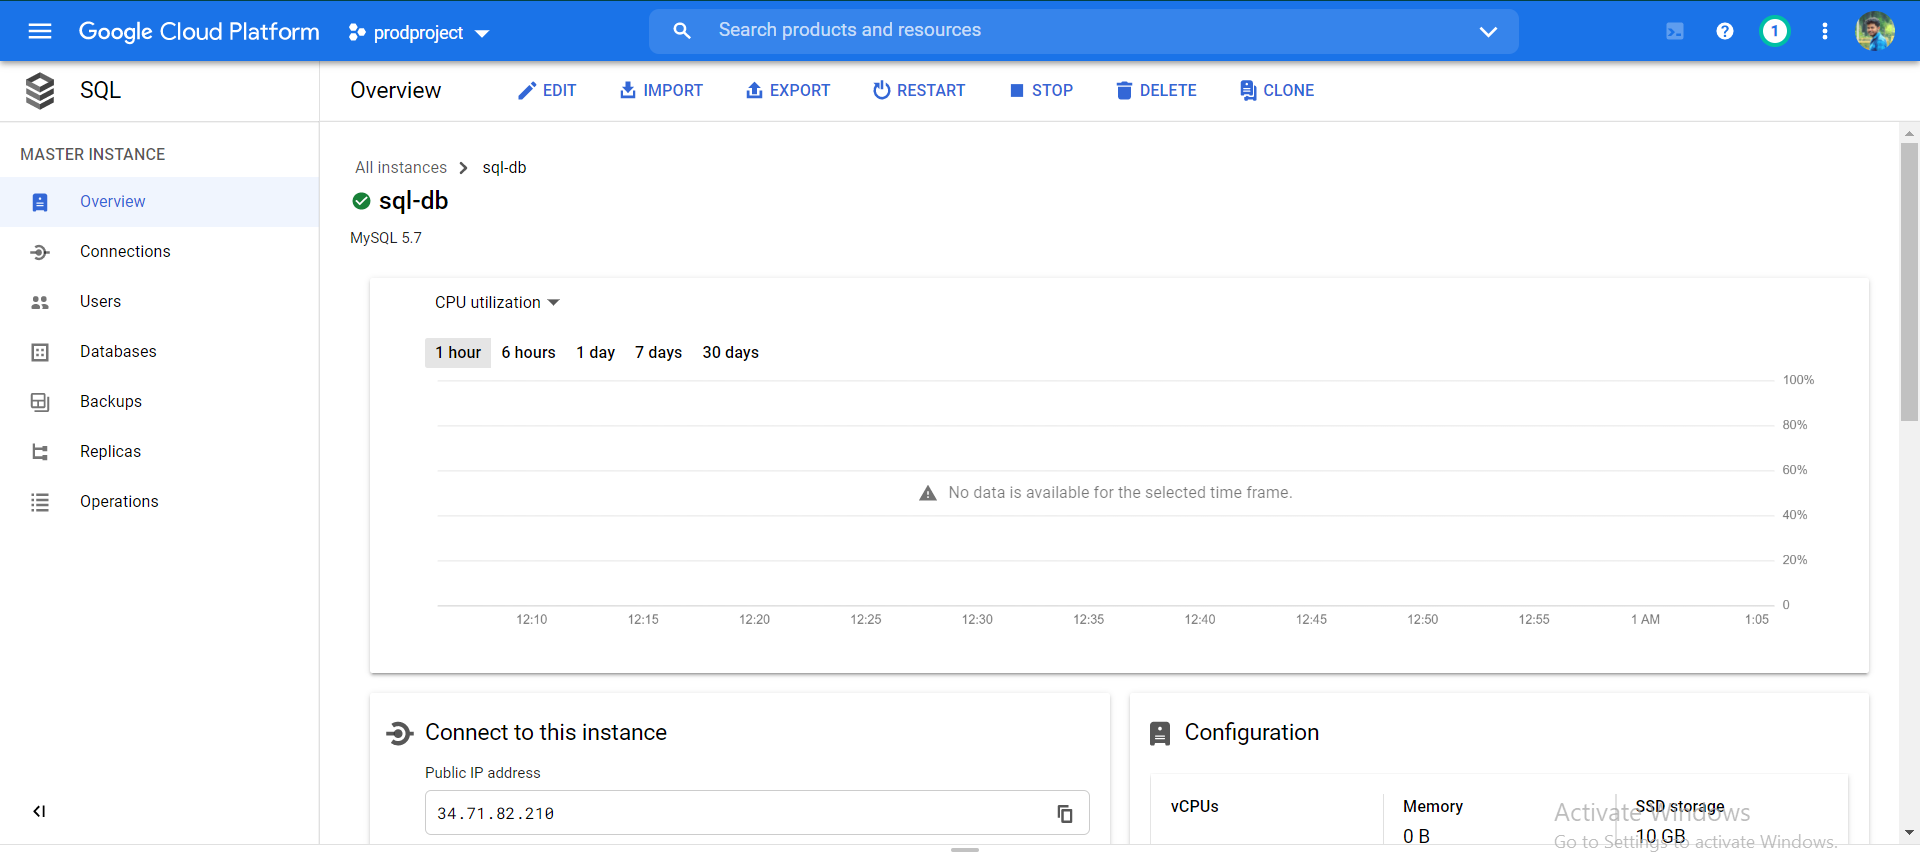 Google Cloud Platform
prodproject
Search products and resources
1
SQL
Overview
EDIT
IMPORT
EXPORT
RESTART
STOP
DELETE
CLONE
MASTER INSTANCE
Overview
Connections
Users
Databases
Backups
Replicas
Operations
All instances
sql-db
sql-db
MySQL 5.7
CPU utilization
1 hour 6 hours 1 day 7 days 30 days
100%
80%
60%
No data is available for the selected time frame.
40%
20%
0
12:10 12:15 12:20 12:25 12:30 12:35 12:40 12:45 12:50 12:55 1 AM 1:05
Connect to this instance
Public IP address
34.71.82.210
Configuration
vCPUs
Memory
0 B
SSD storage
10 GB
Activate Windows
Go to Settings to activate Windows.